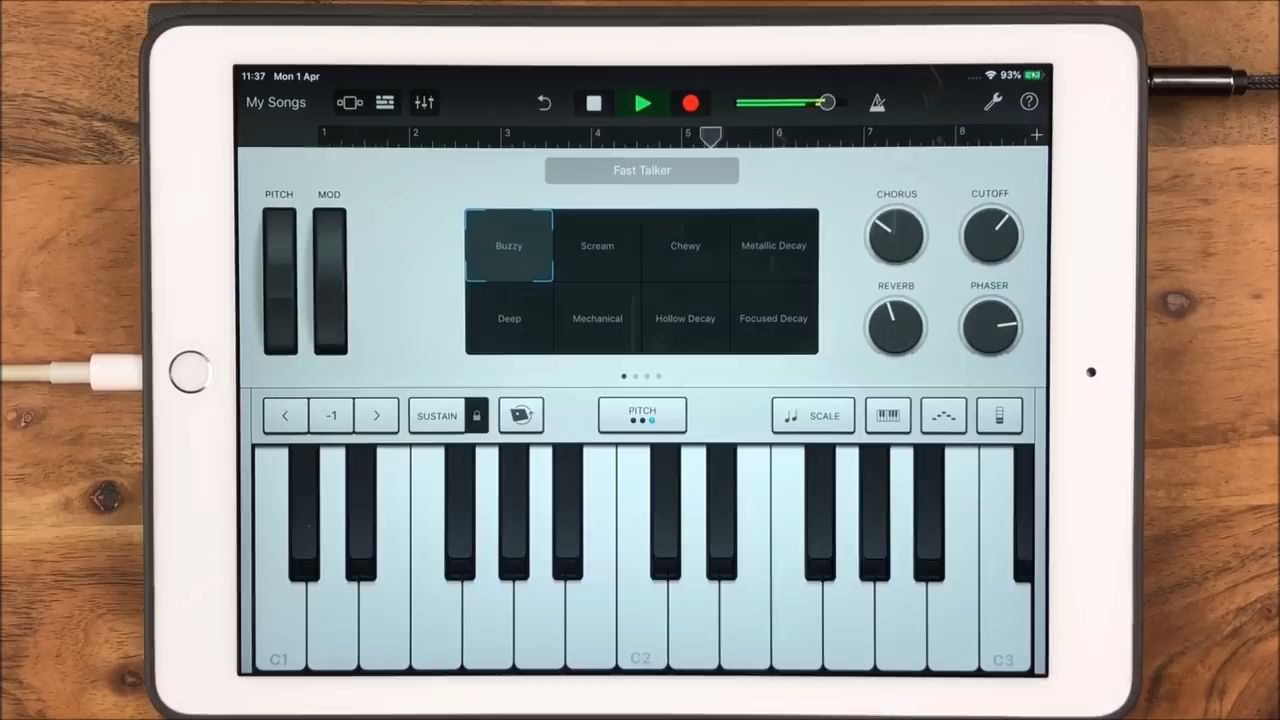 11:37 Mon 1 Apr 93%
My Songs
1 2 3 4 5 6 7 8 +
Fast Talker
PITCH MOD CHORUS CUTOFF
Buzzy Scream Chewy Metallic Decay
REVERB PHASER
Deep Mechanical Hollow Decay Focused Decay
-1 SUSTAIN PITCH SCALE
C1 C2 C3